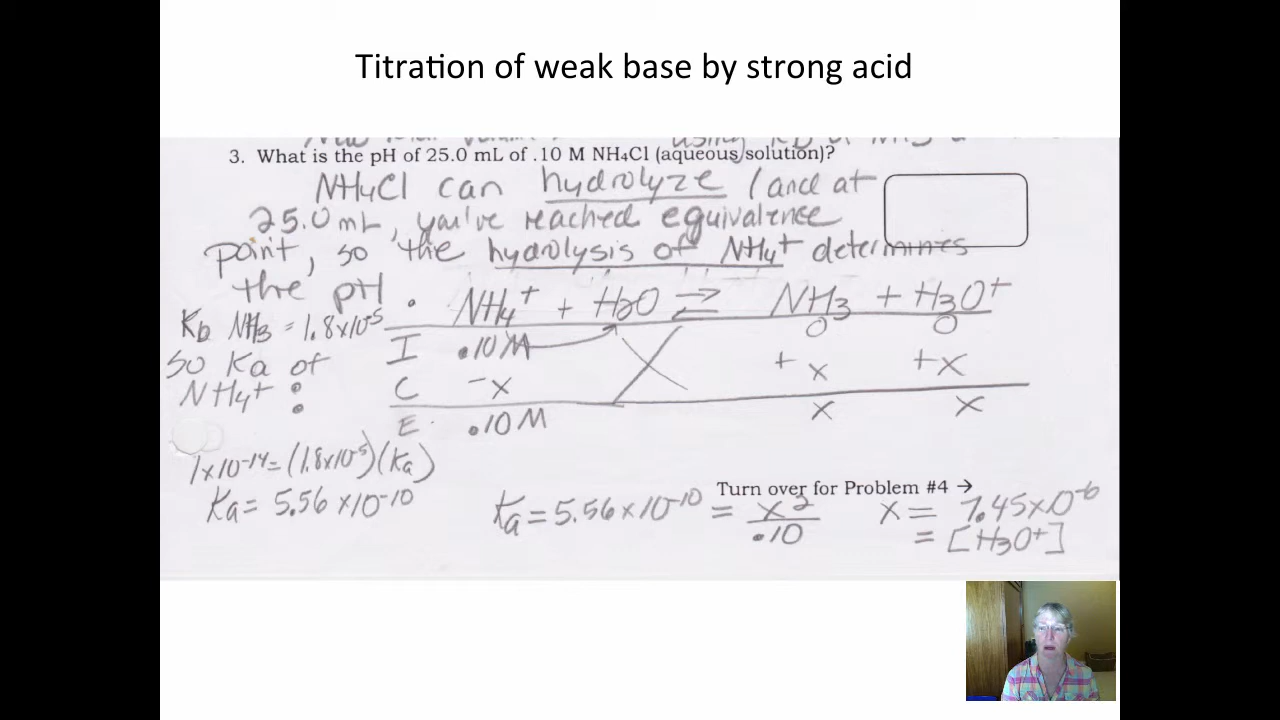 Titration of weak base by strong acid
3. What is the pH of 25.0 mL of .10 M NH₄Cl (aqueous solution)?
NH4Cl can hydrolyze (and at
25.0 mL, you've reached equivalence
point, so the hydrolysis of NH4+ determines
the pH.
NH4+ + H2O ⇌ NH3 + H3O+
Kb NH3 = 1.8x10-5
so Ka of
NH4+ :
I .10M 0 0
C -x +x +x
E .10M x x
1x10-14 = (1.8x10-5)(Ka)
Ka = 5.56 x10-10
Turn over for Problem #4 →
Ka = 5.56x10-10 = x2/.10 x = 7.45x10-6
= [H3O+]